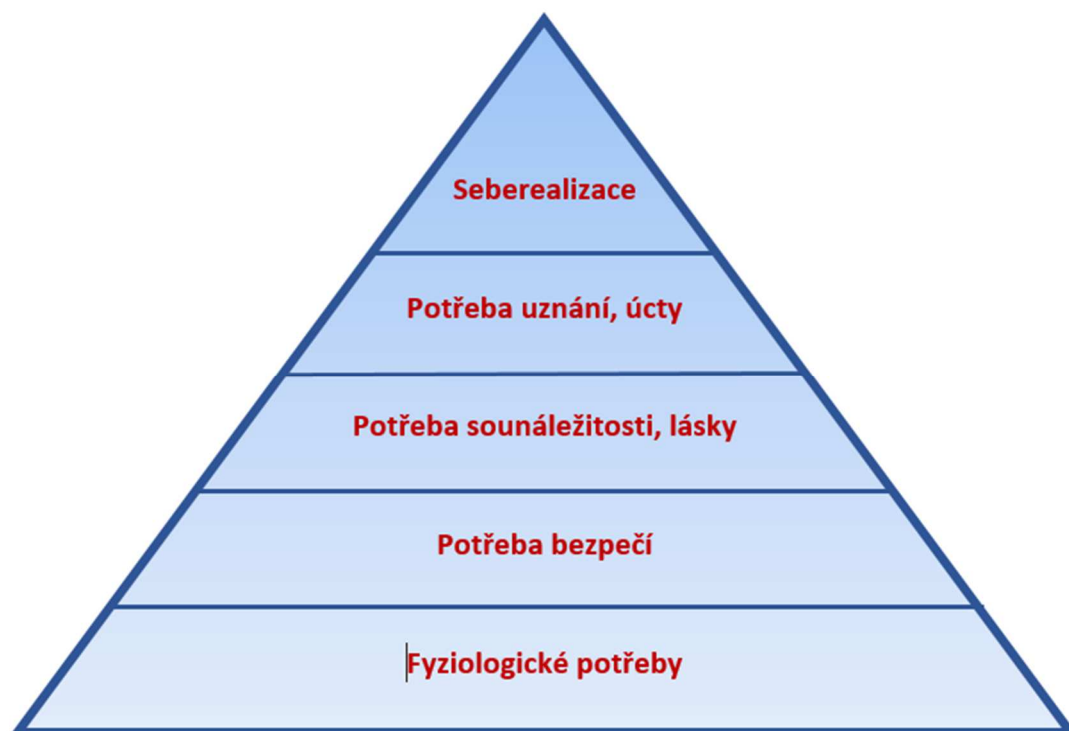 Seberealizace
Potřeba uznání, úcty
Potřeba sounáležitosti, lásky
Potřeba bezpečí
Fyziologické potřeby